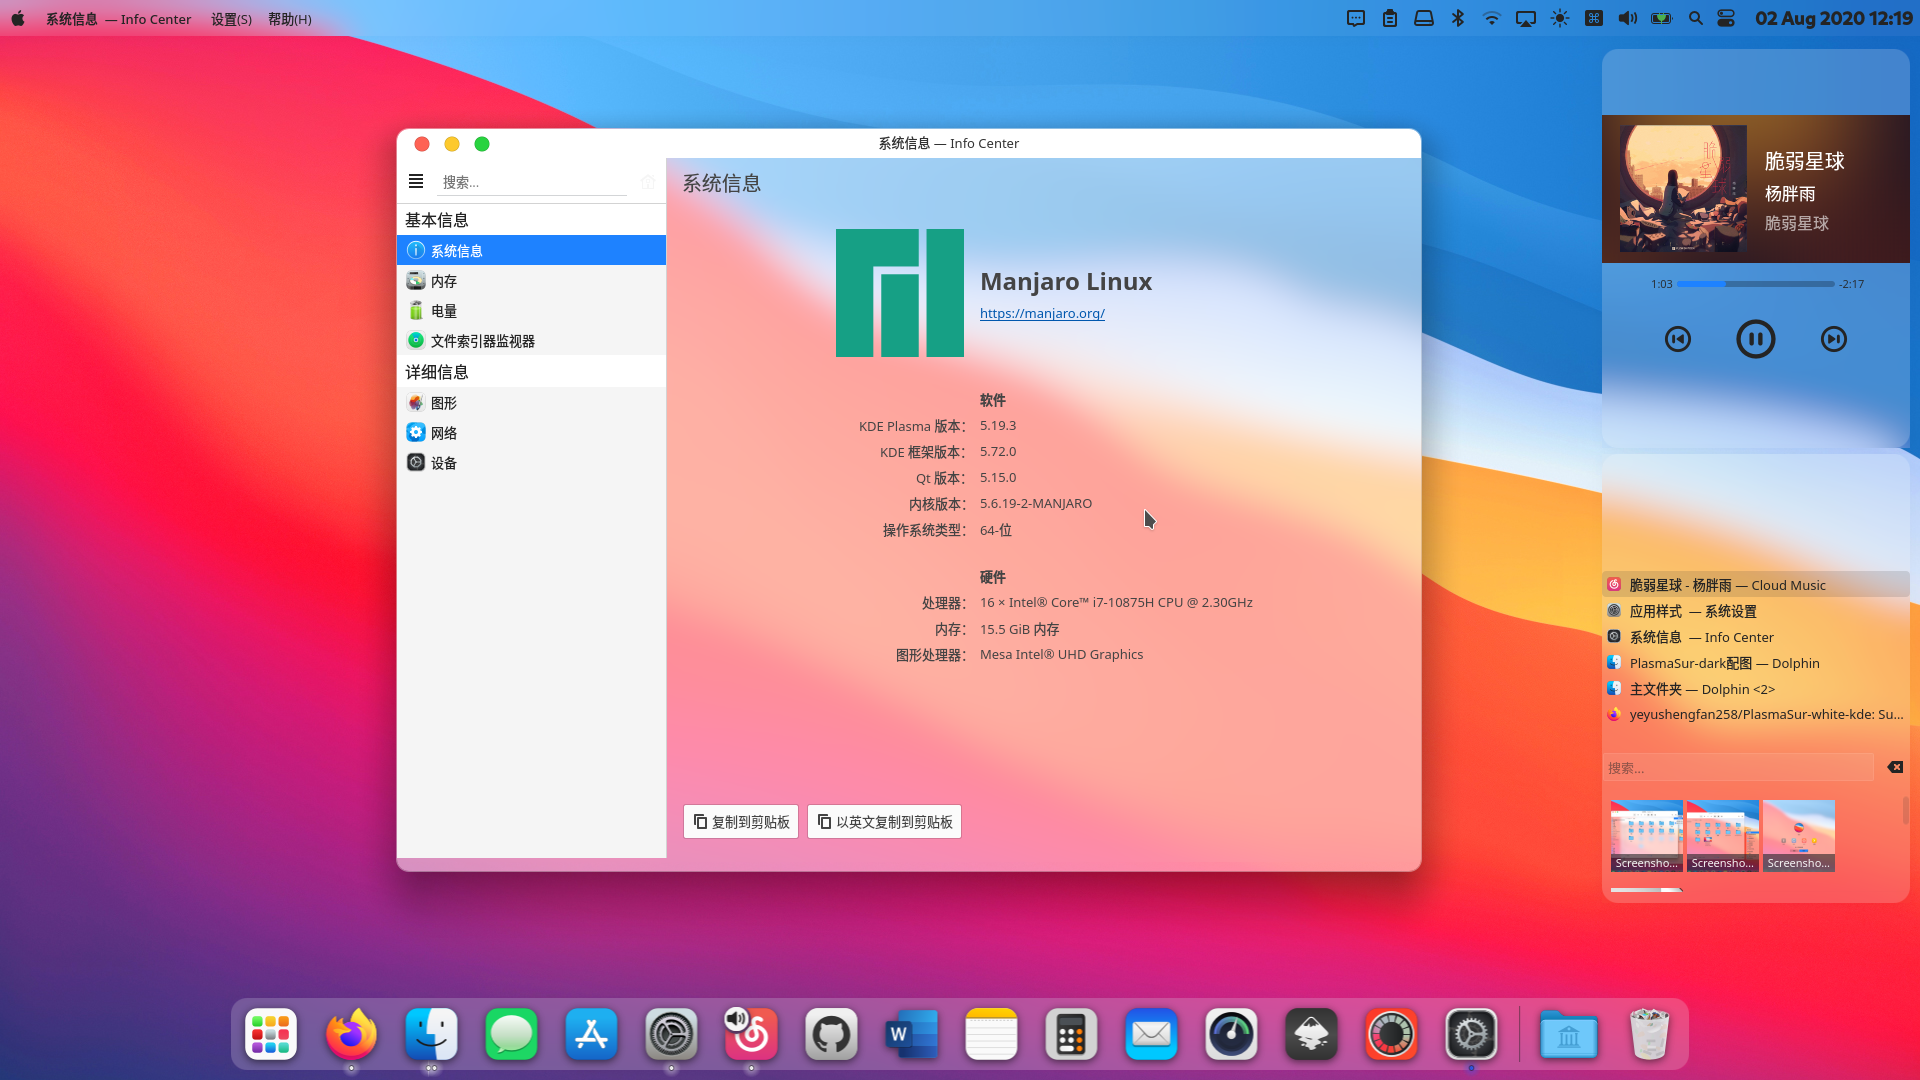 系统信息 — Info Center 设置(S) 帮助(H)
02 Aug 2020 12:19
系统信息 — Info Center
搜索...
基本信息
系统信息
内存
电量
文件索引器监视器
详细信息
图形
网络
设备
系统信息
Manjaro Linux
https://manjaro.org/
软件
KDE Plasma 版本： 5.19.3
KDE 框架版本： 5.72.0
Qt 版本： 5.15.0
内核版本： 5.6.19-2-MANJARO
操作系统类型： 64-位
硬件
处理器： 16 × Intel® Core™ i7-10875H CPU @ 2.30GHz
内存： 15.5 GiB 内存
图形处理器： Mesa Intel® UHD Graphics
复制到剪贴板
以英文复制到剪贴板
脆弱星球
杨胖雨
脆弱星球
1:03 -2:17
脆弱星球 - 杨胖雨 — Cloud Music
应用样式 — 系统设置
系统信息 — Info Center
PlasmaSur-dark配图 — Dolphin
主文件夹 — Dolphin <2>
yeyushengfan258/PlasmaSur-white-kde: Su...
搜索...
Screensho... Screensho... Screensho...
W